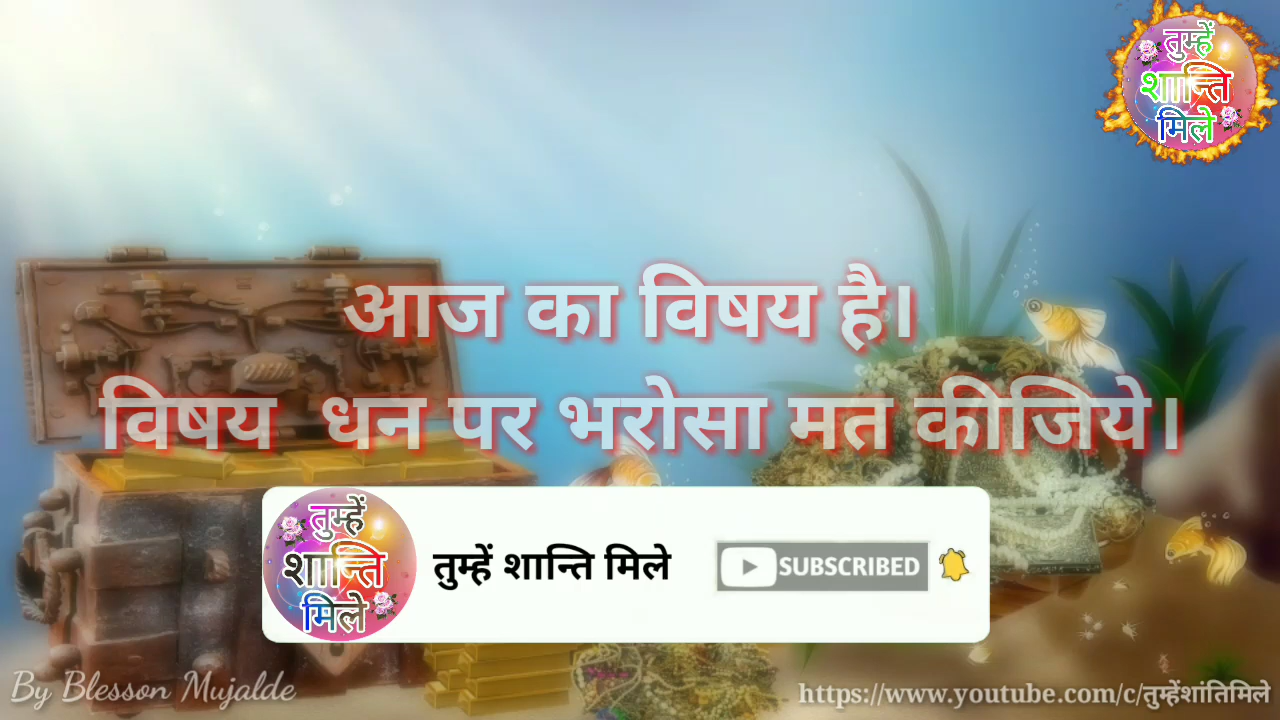 तुम्हें
शान्ति
मिले
आज का विषय है।
विषय धन पर भरोसा मत कीजिये।
तुम्हें
शान्ति
मिले
तुम्हें शान्ति मिले
SUBSCRIBED
By Blesson Mujalde
https://www.youtube.com/c/तुम्हेंशांतिमिले